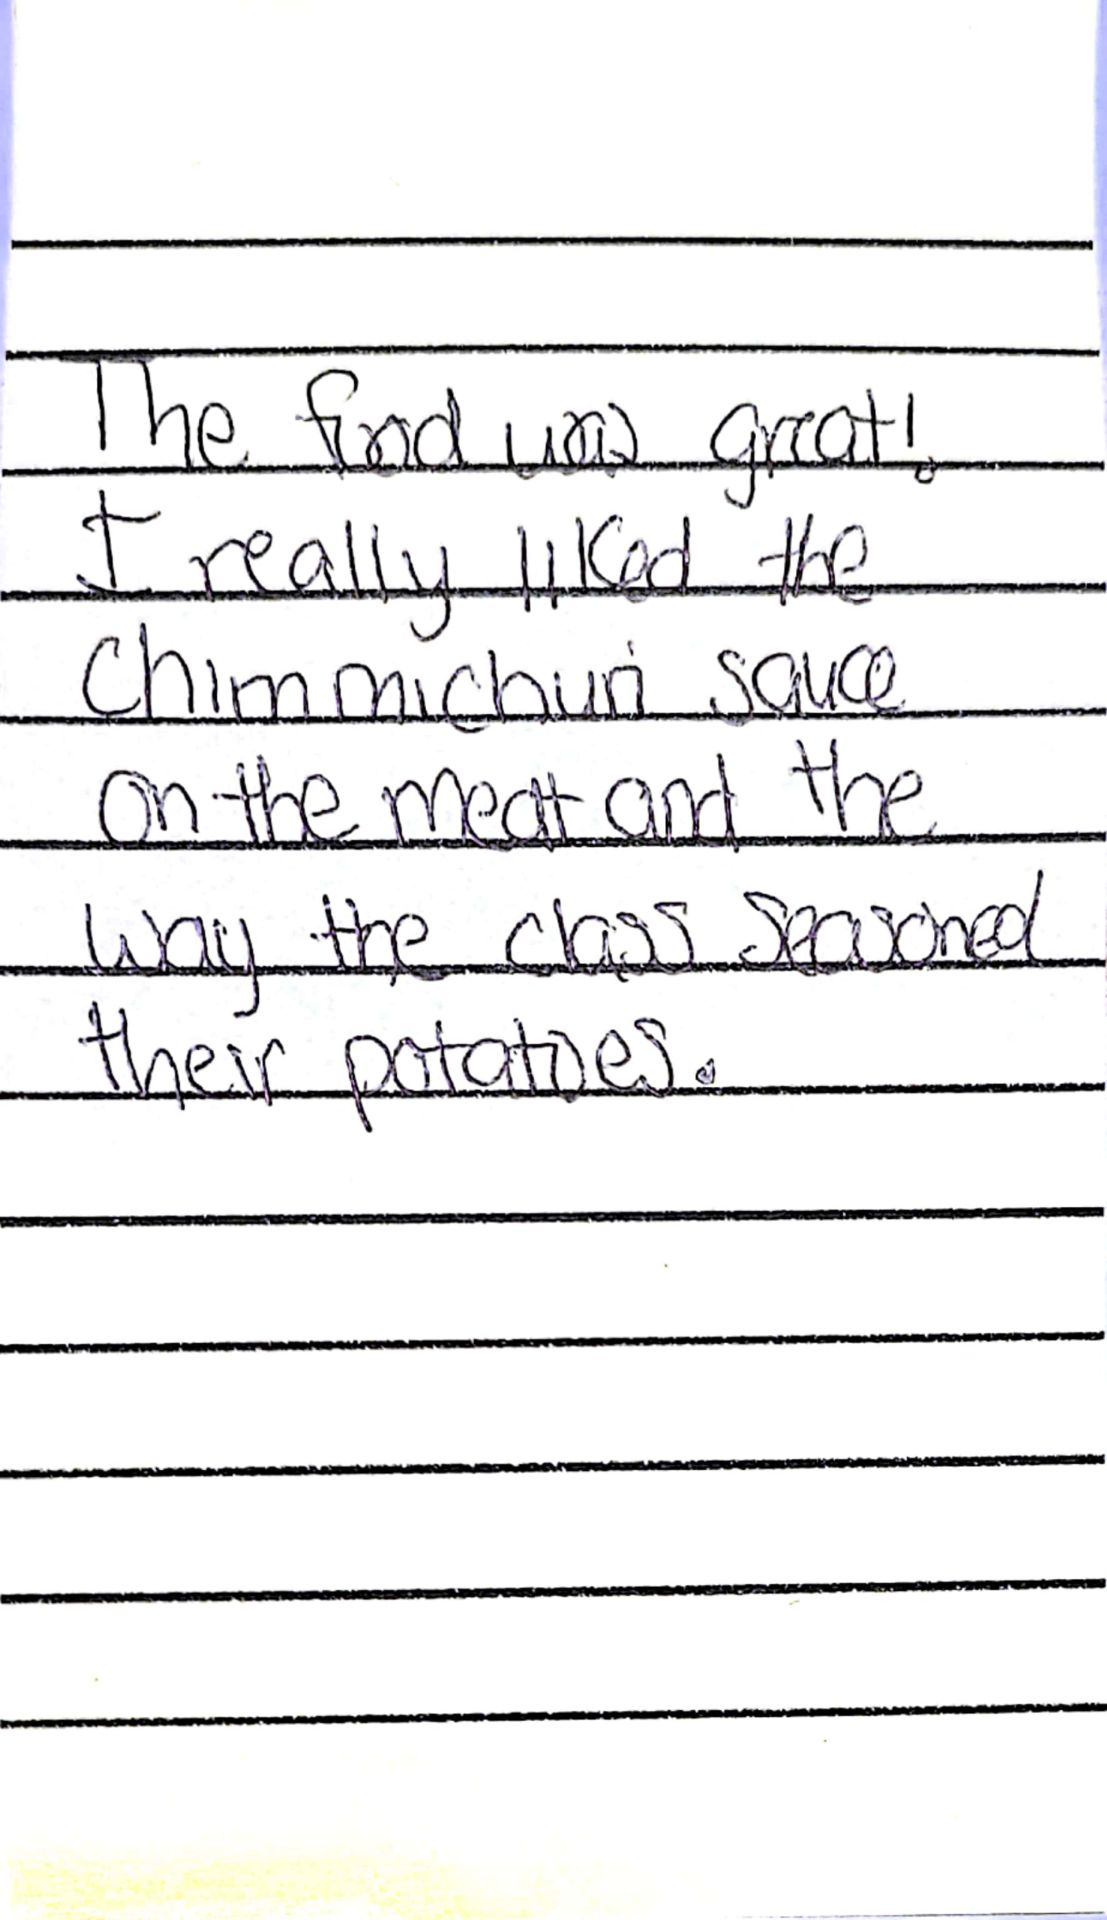 The food was great!
I really liked the
Chimmichuri sauce
on the meat and the
way the class seasoned
their potatoes.